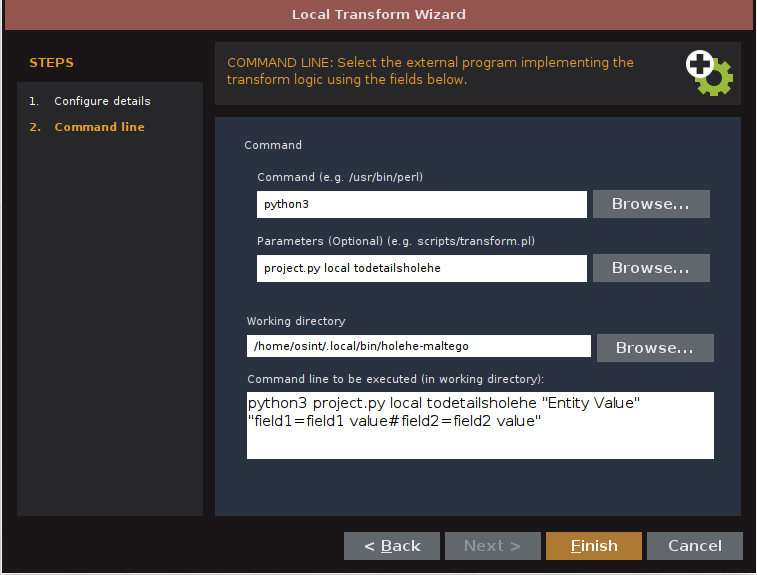 Local Transform Wizard
STEPS
1. Configure details
2. Command line
COMMAND LINE: Select the external program implementing the
transform logic using the fields below.
Command
Command (e.g. /usr/bin/perl)
python3
Browse...
Parameters (Optional) (e.g. scripts/transform.pl)
project.py local todetailsholehe
Browse...
Working directory
/home/osint/.local/bin/holehe-maltego
Browse...
Command line to be executed (in working directory):
python3 project.py local todetailsholehe "Entity Value"
"field1=field1 value#field2=field2 value"
< Back
Next >
Finish
Cancel